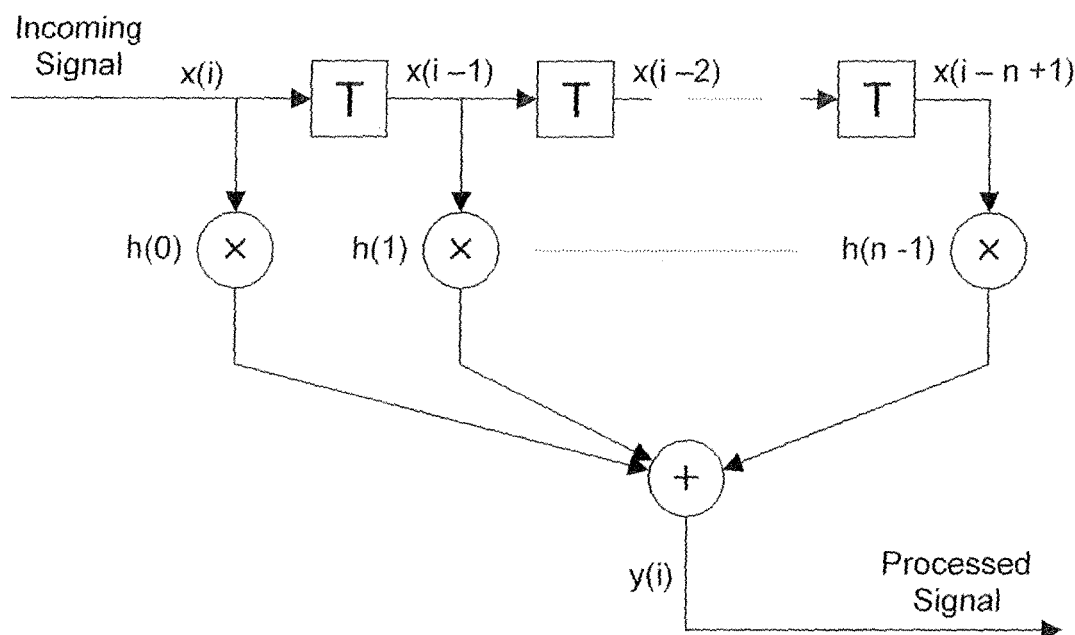 Incoming
Signal
x(i)
T
x(i –1)
T
x(i –2)
T
x(i – n +1)
h(0)
×
h(1)
×
h(n -1)
×
+
y(i)
Processed
Signal